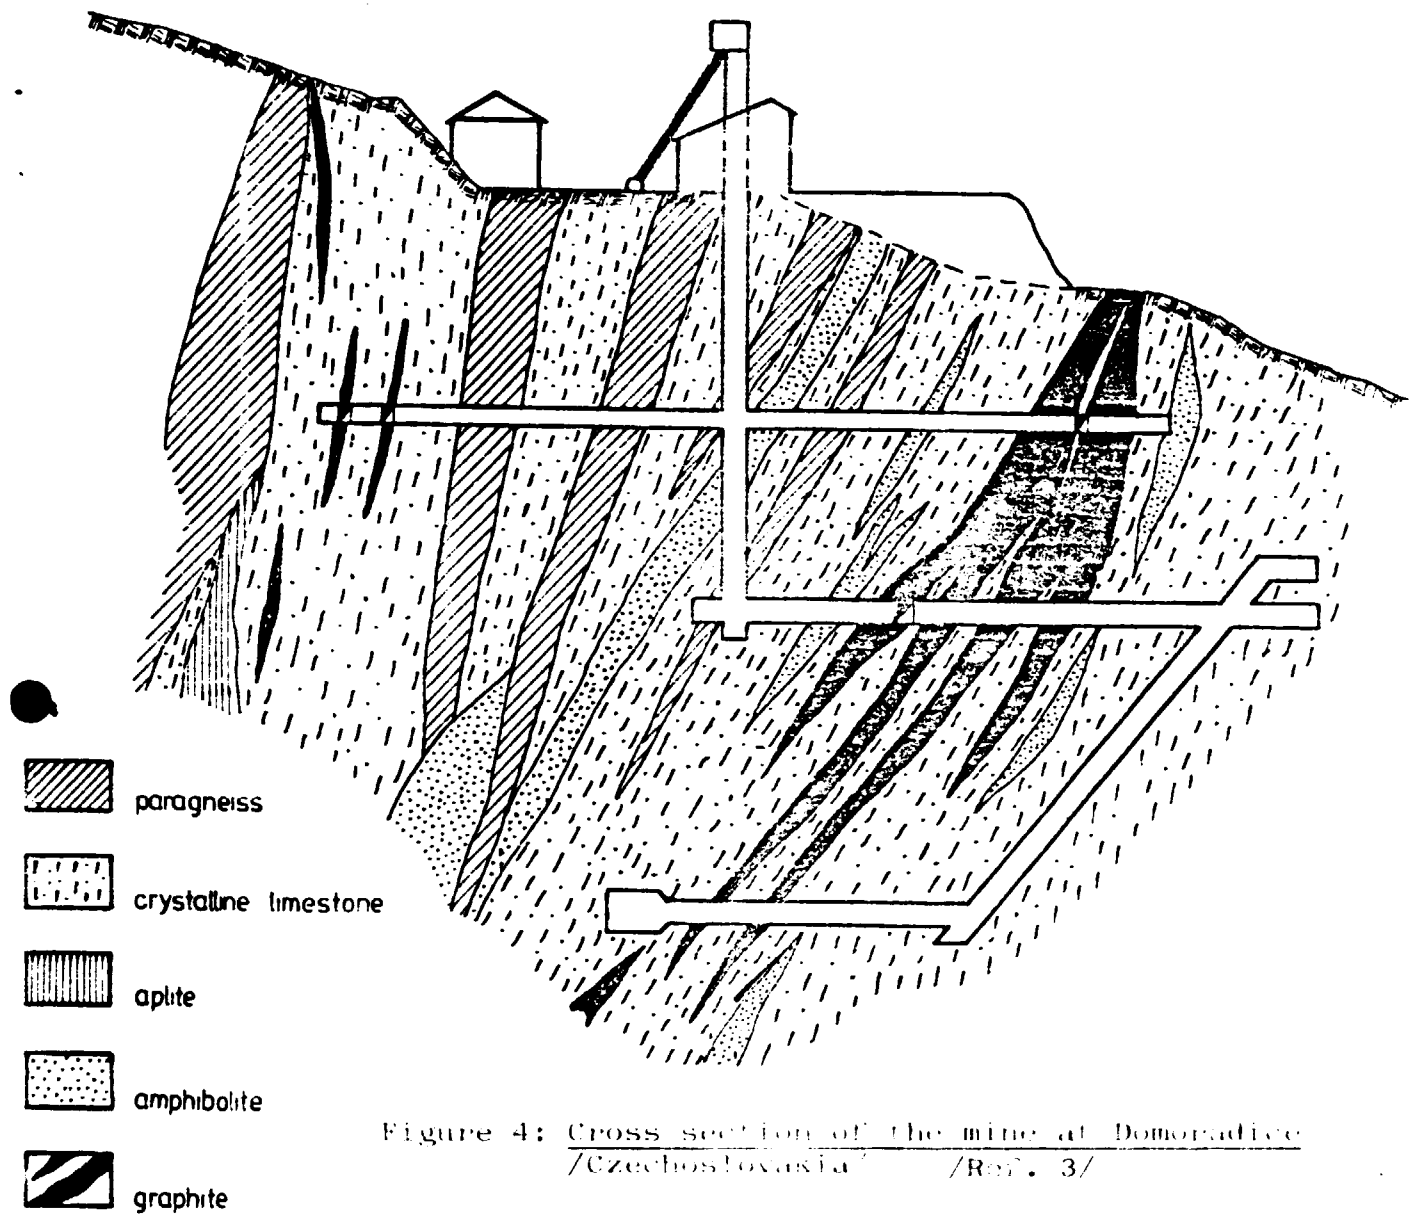 paragneiss
crystalline limestone
aplite
amphibolite
graphite
Figure 4: Cross section of the mine at Domoradice
/Czechoslovakia/ /Ref. 3/